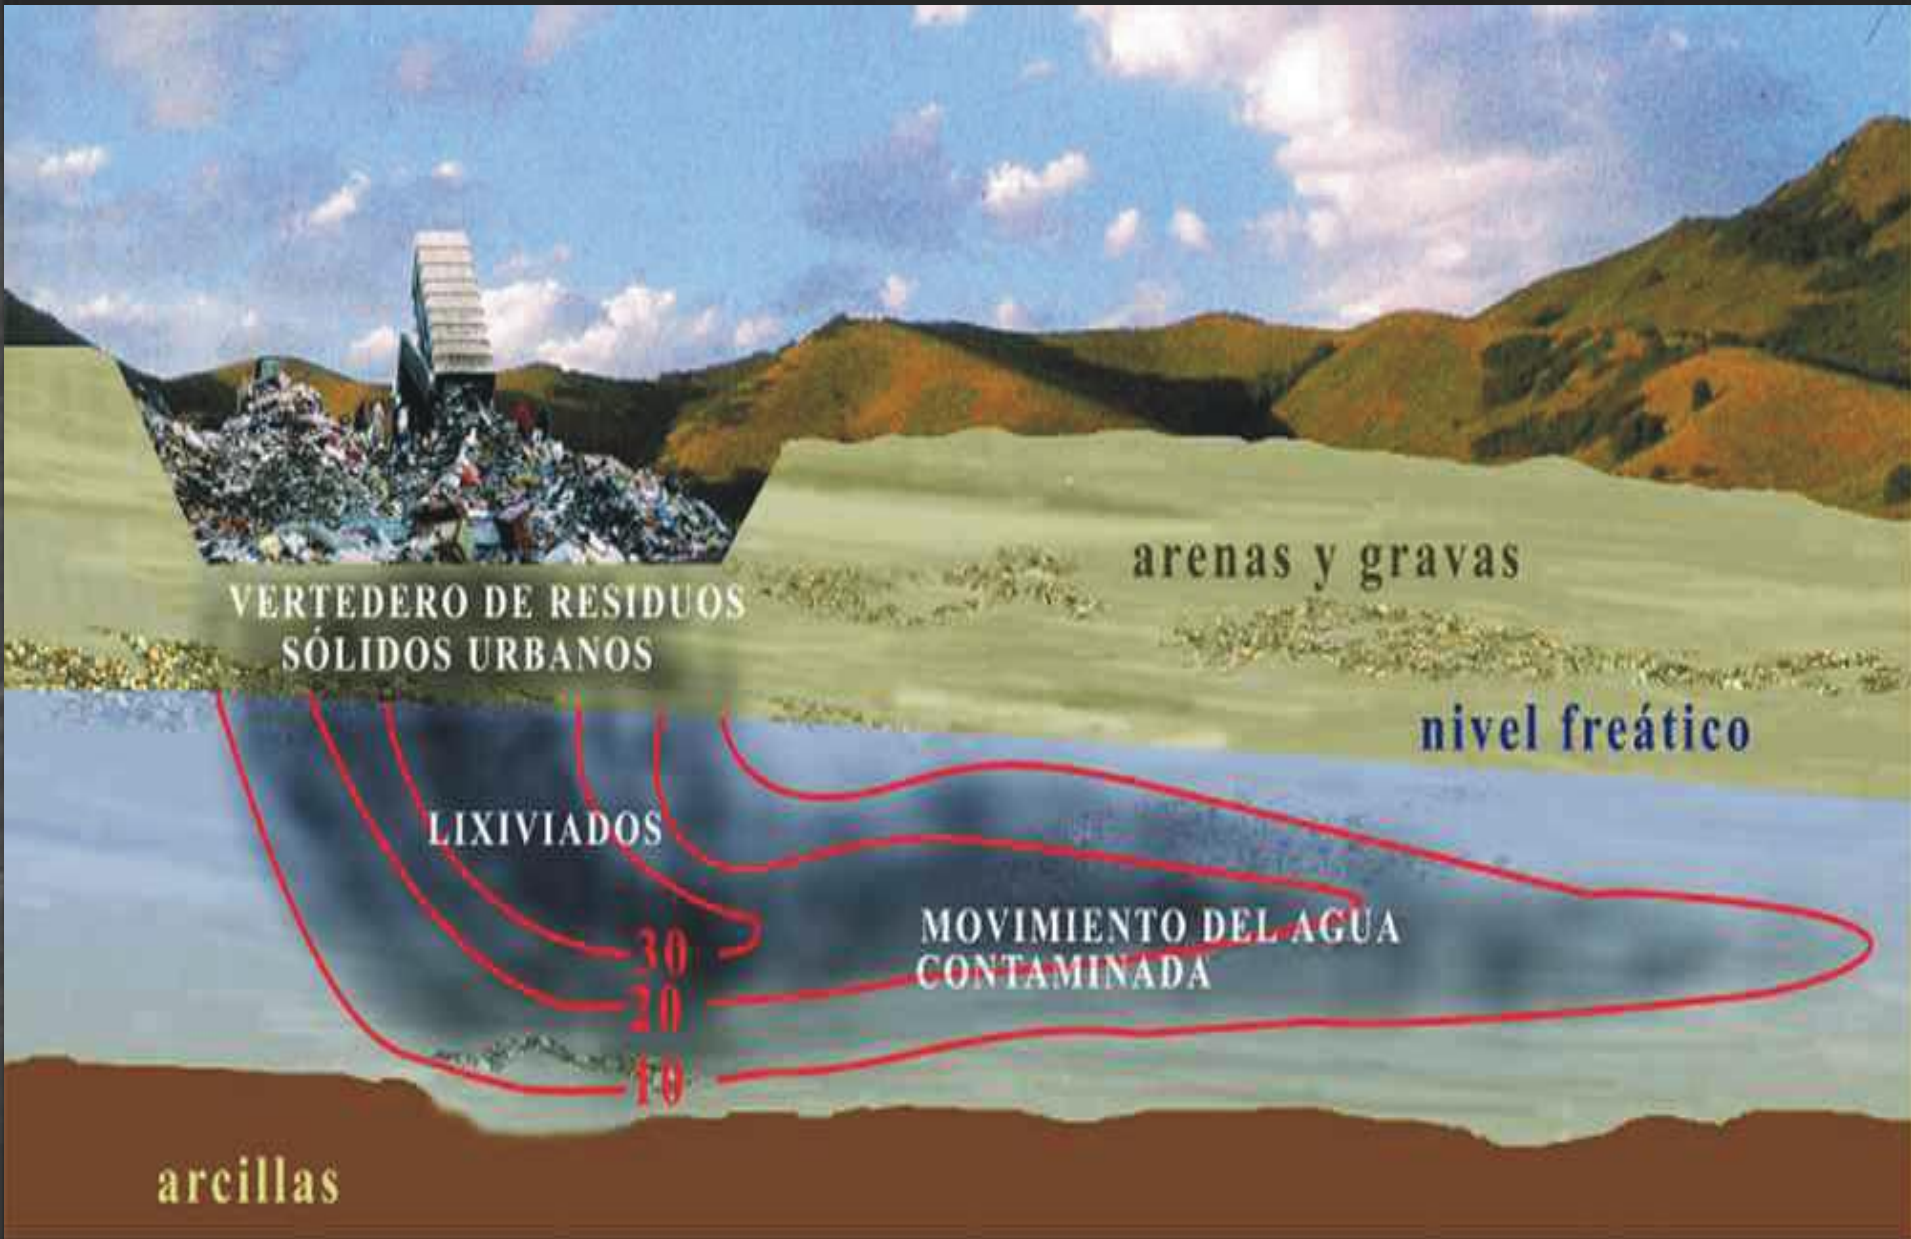 arenas y gravas
VERTEDERO DE RESIDUOS
SÓLIDOS URBANOS
nivel freático
LIXIVIADOS
MOVIMIENTO DEL AGUA
CONTAMINADA
30
20
10
arcillas